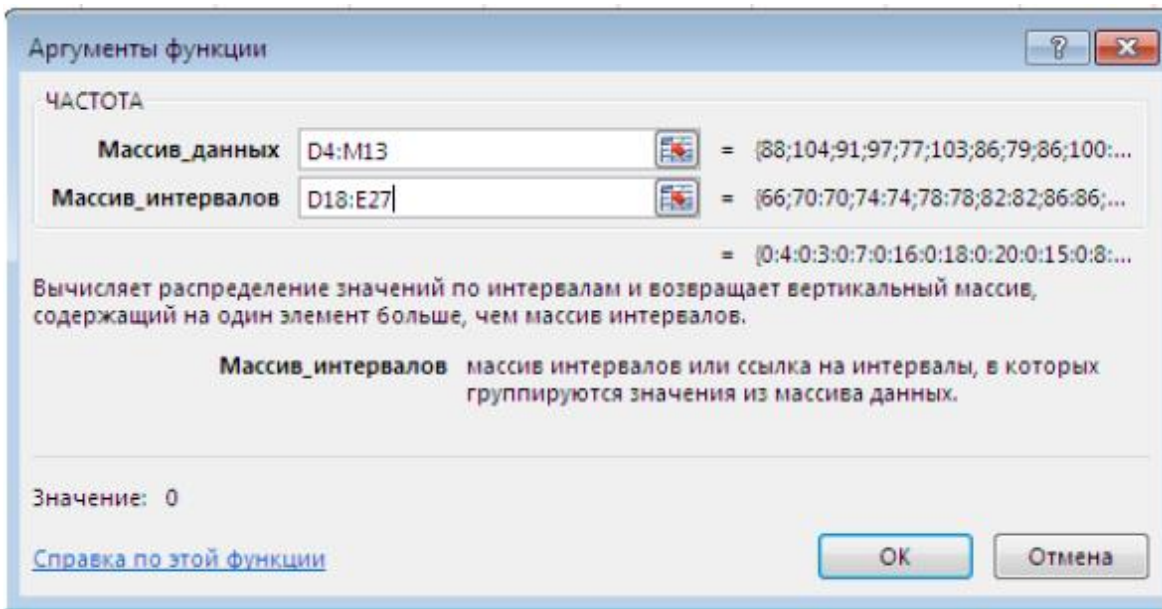 Аргументы функции
ЧАСТОТА
Массив_данных D4:M13 = {88;104;91;97;77;103;86;79;86;100:...
Массив_интервалов D18:E27 = {66;70:70;74:74;78:78;82:82;86:86;...
= {0:4:0:3:0:7:0:16:0:18:0:20:0:15:0:8:...
Вычисляет распределение значений по интервалам и возвращает вертикальный массив,
содержащий на один элемент больше, чем массив интервалов.
Массив_интервалов массив интервалов или ссылка на интервалы, в которых
группируются значения из массива данных.
Значение: 0
Справка по этой функции
OK
Отмена